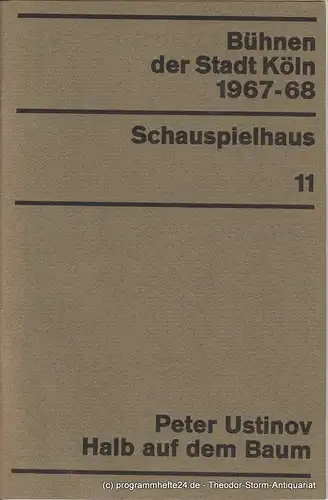 Bühnen
der Stadt Köln
1967-68
Schauspielhaus
11
Peter Ustinov
Halb auf dem Baum
(c) programmhefte24.de - Theodor-Storm-Antiquariat